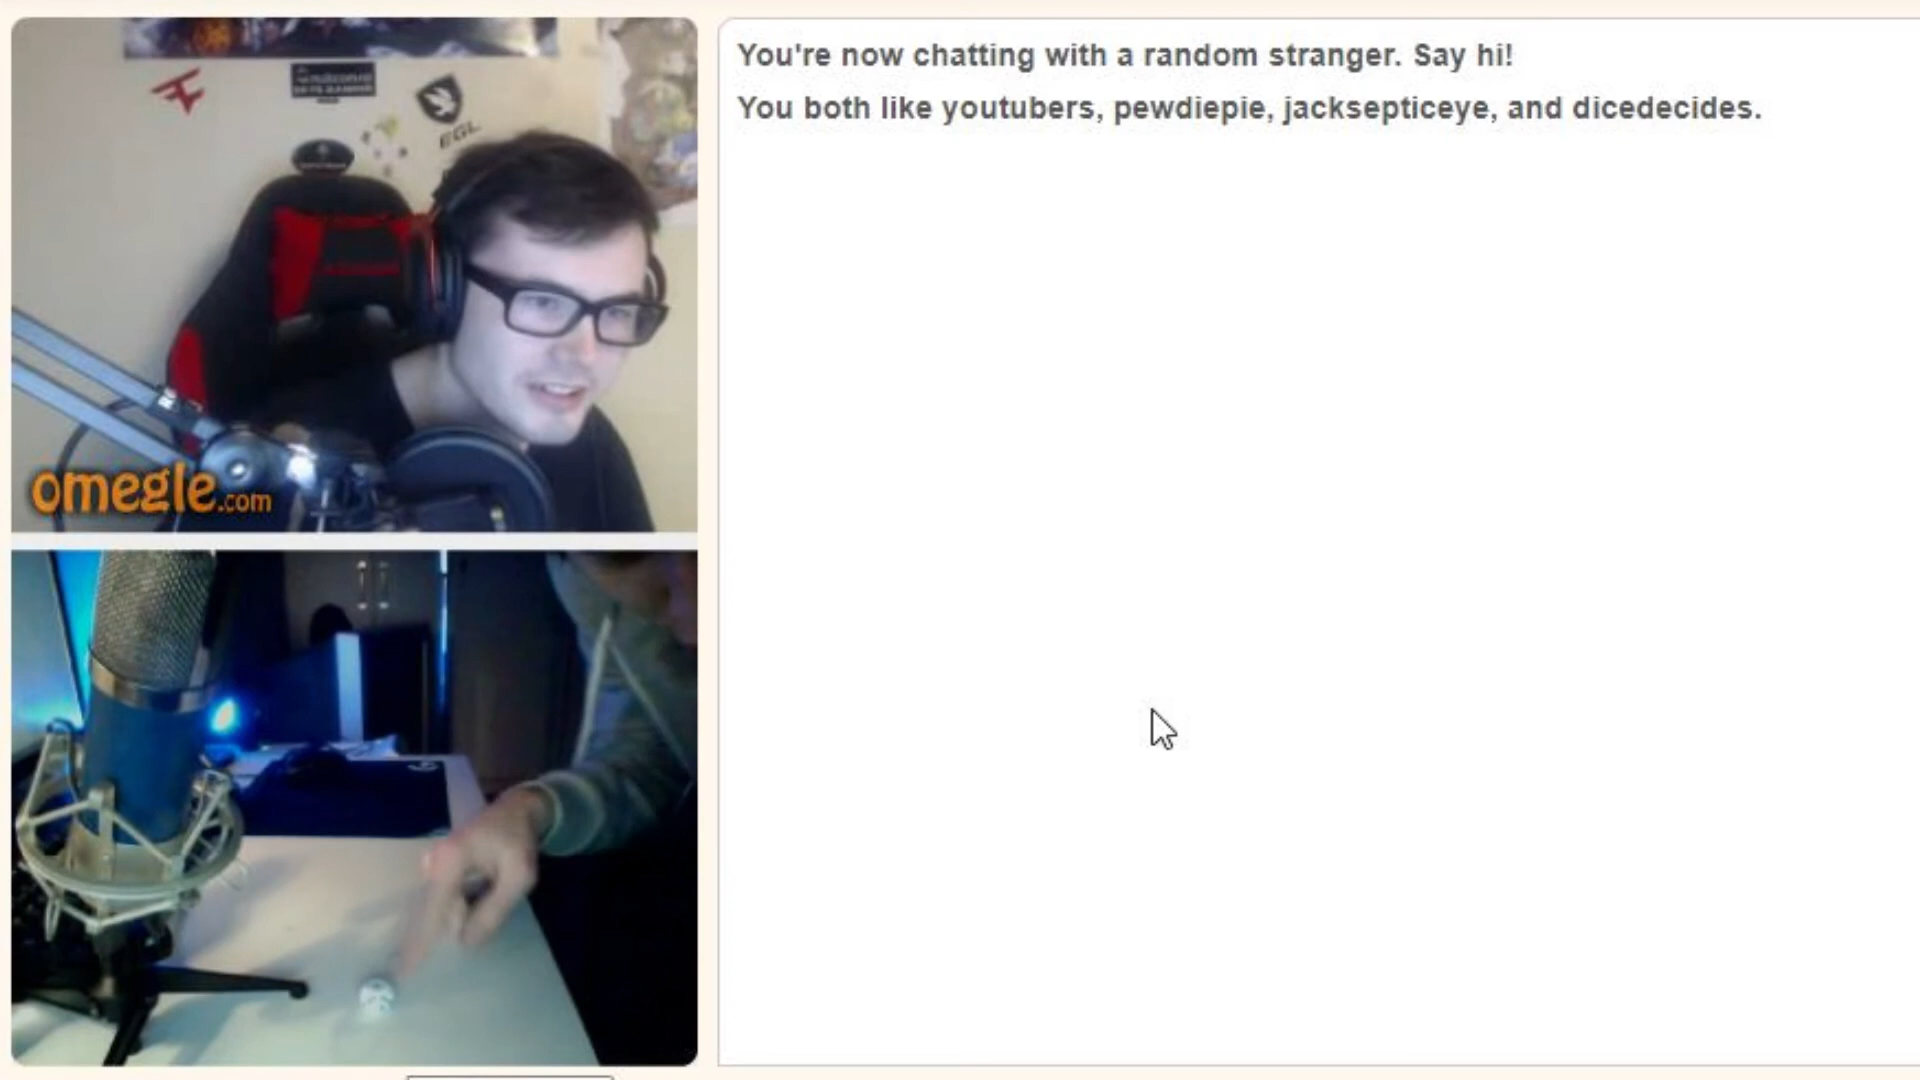 You're now chatting with a random stranger. Say hi!
You both like youtubers, pewdiepie, jacksepticeye, and dicedecides.
EGL
omegle.com